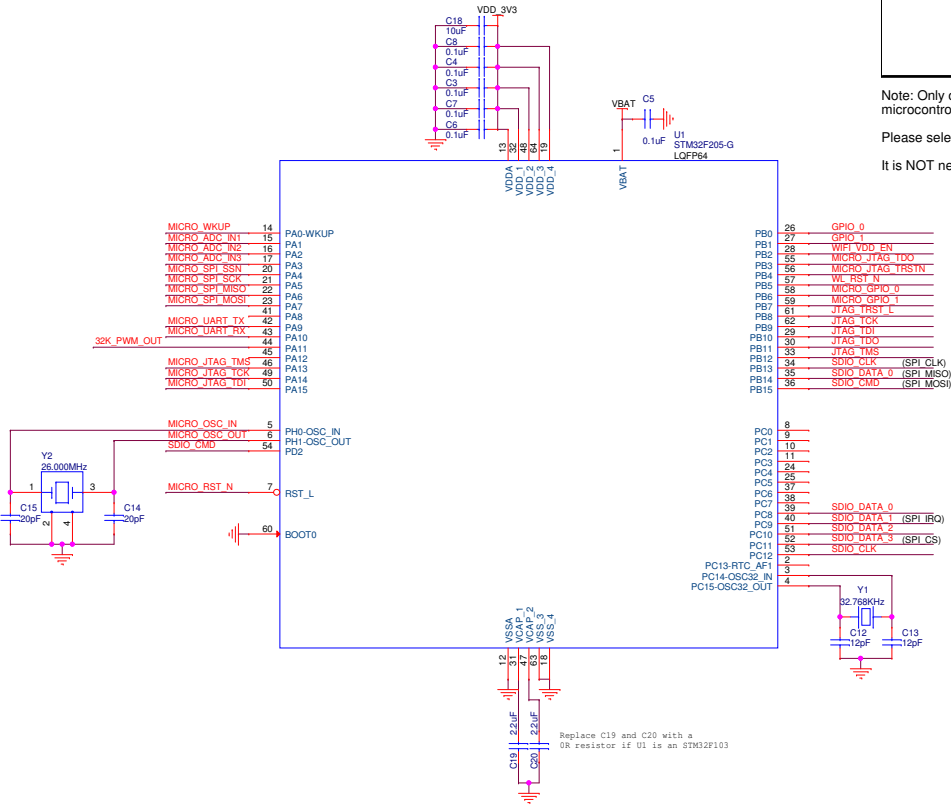 VDD_3V3
C18
10uF
C8
0.1uF
C4
0.1uF
C3
0.1uF
C7
0.1uF
C6
0.1uF
VBAT
C5
0.1uF
U1
STM32F205-G
LQFP64
Note: Only
microcontro
Please sele
It is NOT ne
13
32
48
64
19
1
VDDA
VDD_1
VDD_2
VDD_3
VDD_4
VBAT
MICRO_WKUP 14 PA0-WKUP
MICRO_ADC_IN1 15 PA1
MICRO_ADC_IN2 16 PA2
MICRO_ADC_IN3 17 PA3
MICRO_SPI_SSN 20 PA4
MICRO_SPI_SCK 21 PA5
MICRO_SPI_MISO 22 PA6
MICRO_SPI_MOSI 23 PA7
41 PA8
MICRO_UART_TX 42 PA9
MICRO_UART_RX 43 PA10
32K_PWM_OUT 44 PA11
45 PA12
MICRO_JTAG_TMS 46 PA13
MICRO_JTAG_TCK 49 PA14
MICRO_JTAG_TDI 50 PA15
PB0 26 GPIO_0
PB1 27 GPIO_1
PB2 28 WIFI_VDD_EN
PB3 55 MICRO_JTAG_TDO
PB4 56 MICRO_JTAG_TRSTN
PB5 57 WL_RST_N
PB6 58 MICRO_GPIO_0
PB7 59 MICRO_GPIO_1
PB8 61 JTAG_TRST_L
PB9 62 JTAG_TCK
PB10 29 JTAG_TDI
PB11 30 JTAG_TDO
PB12 33 JTAG_TMS
PB13 34 SDIO_CLK (SPI_CLK)
PB14 35 SDIO_DATA_0 (SPI_MISO)
PB15 36 SDIO_CMD (SPI_MOSI)
MICRO_OSC_IN 5 PH0-OSC_IN
MICRO_OSC_OUT 6 PH1-OSC_OUT
SDIO_CMD 54 PD2
MICRO_RST_N 7 RST_L
60 BOOT0
Y2
26.000MHz
1
3
2
4
C15
20pF
C14
20pF
PC0 8
PC1 9
PC2 10
PC3 11
PC4 24
PC5 25
PC6 37
PC7 38
PC8 39 SDIO_DATA_0
PC9 40 SDIO_DATA_1 (SPI_IRQ)
PC10 51 SDIO_DATA_2
PC11 52 SDIO_DATA_3 (SPI_CS)
PC12 53 SDIO_CLK
PC13-RTC_AF1 2
PC14-OSC32_IN 3
PC15-OSC32_OUT 4
Y1
32.768KHz
C12
12pF
C13
12pF
VSSA
VCAP_1
VCAP_2
VSS_3
VSS_4
12
31
47
63
18
2.2uF
C19
2.2uF
C20
Replace C19 and C20 with a
0R resistor if U1 is an STM32F103